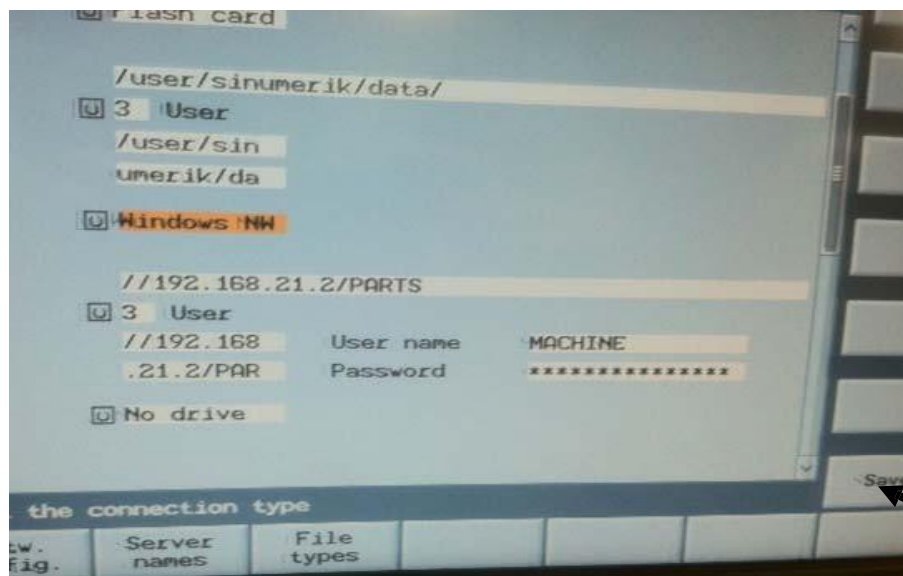 Flash card
/user/sinumerik/data/
3 User
/user/sin
umerik/da
Windows NW
//192.168.21.2/PARTS
3 User
//192.168 User name MACHINE
.21.2/PAR Password ***************
No drive
the connection type
Save
Server names
File types